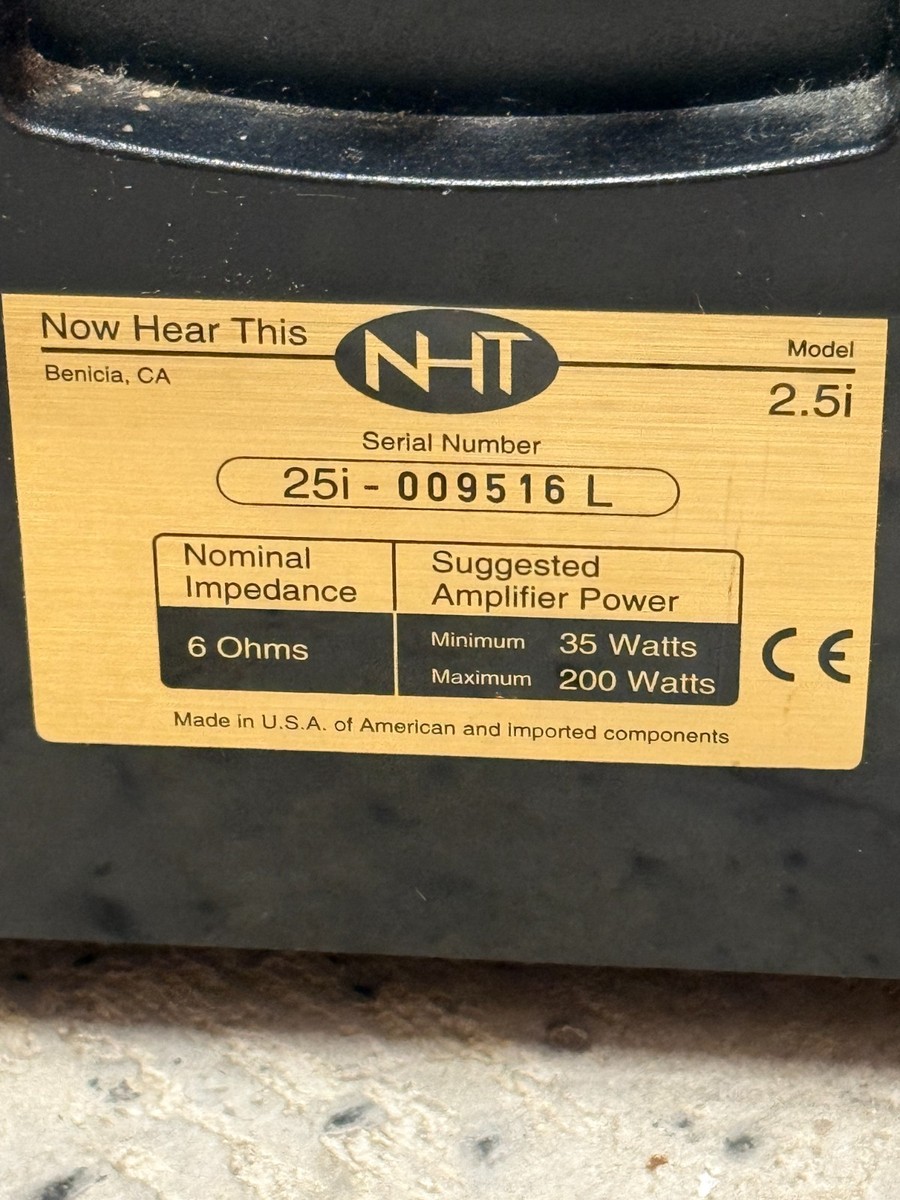 Now Hear This
NHT
Model
Benicia, CA
2.5i
Serial Number
25i - 009516 L
Nominal
Impedance
Suggested
Amplifier Power
6 Ohms
Minimum 35 Watts
Maximum 200 Watts
CE
Made in U.S.A. of American and imported components